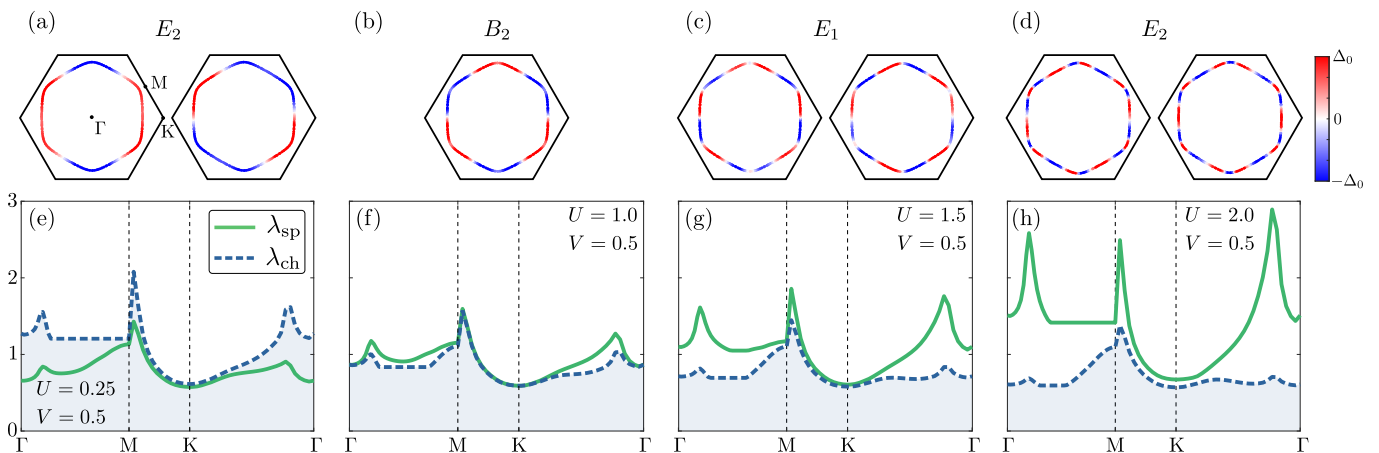 (a)
E₂
(b)
B₂
(c)
E₁
(d)
E₂
M
Γ
K
Δ₀
0
−Δ₀
3
2
1
0
(e)
λsp
λch
U = 0.25
V = 0.5
(f)
U = 1.0
V = 0.5
(g)
U = 1.5
V = 0.5
(h)
U = 2.0
V = 0.5
Γ M K Γ
Γ M K Γ
Γ M K Γ
Γ M K Γ